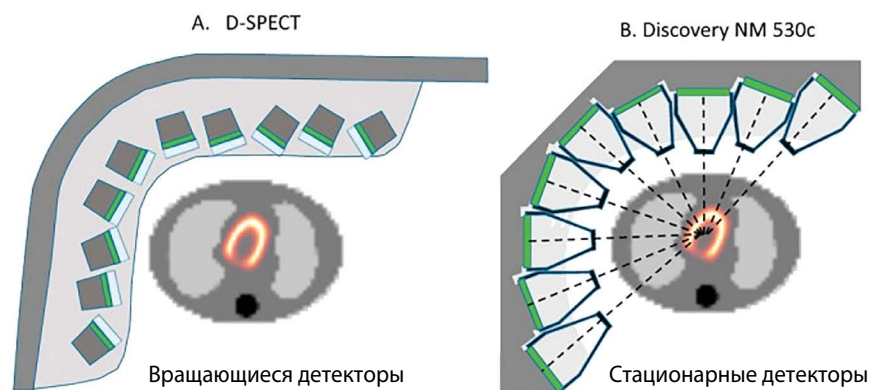 A. D-SPECT
B. Discovery NM 530c
Вращающиеся детекторы
Стационарные детекторы